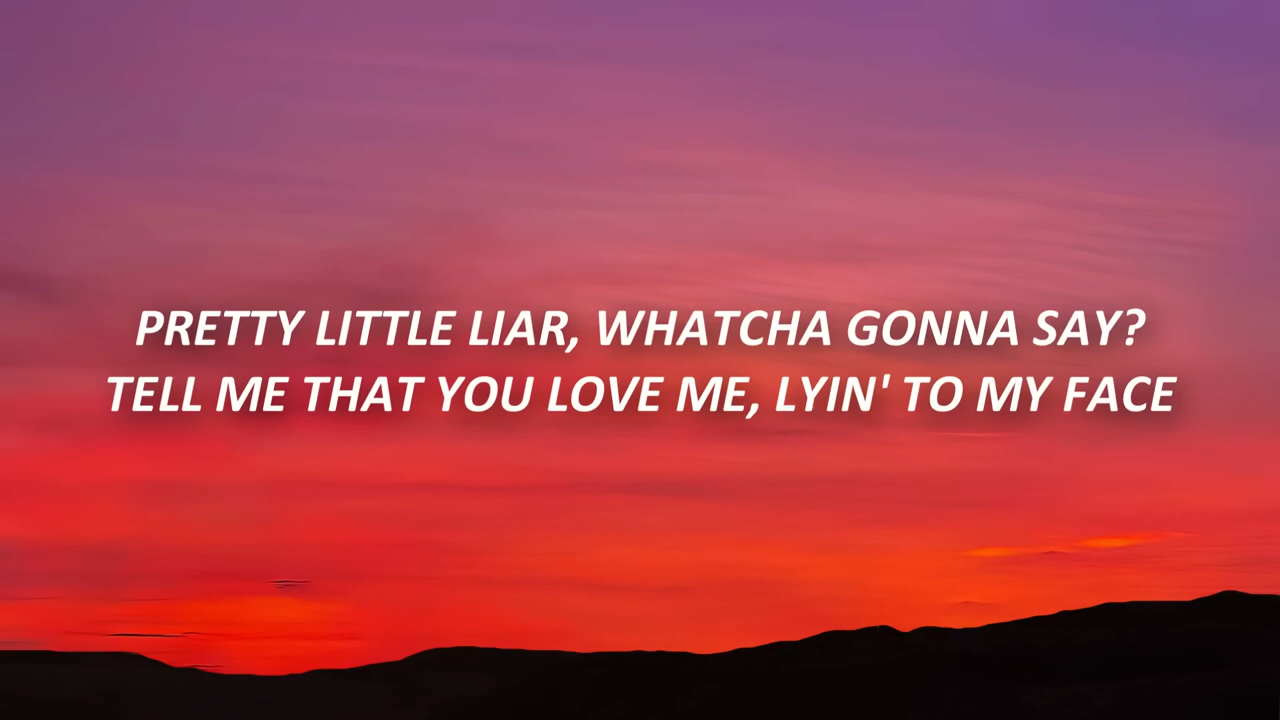 PRETTY LITTLE LIAR, WHATCHA GONNA SAY?
TELL ME THAT YOU LOVE ME, LYIN' TO MY FACE